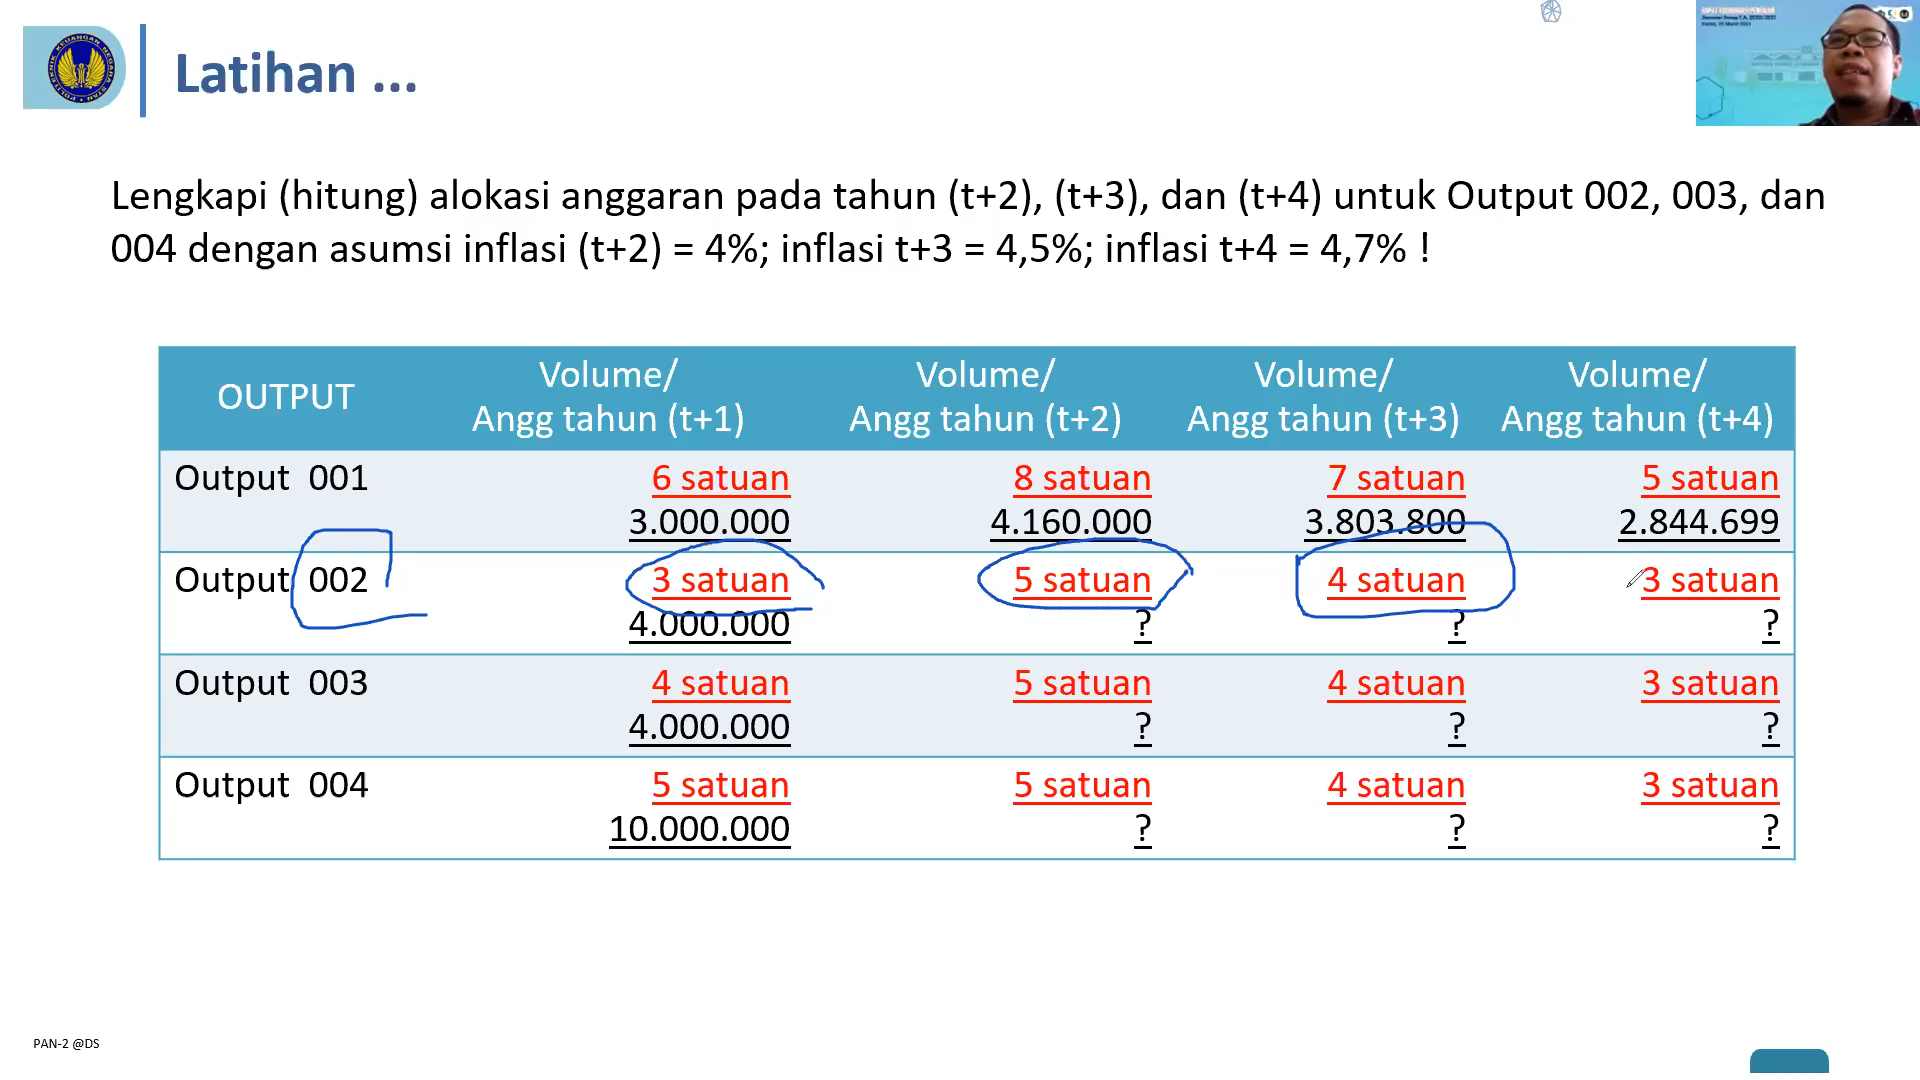 Latihan ...
Lengkapi (hitung) alokasi anggaran pada tahun (t+2), (t+3), dan (t+4) untuk Output 002, 003, dan
004 dengan asumsi inflasi (t+2) = 4%; inflasi t+3 = 4,5%; inflasi t+4 = 4,7% !
OUTPUT
Volume/
Angg tahun (t+1)
Volume/
Angg tahun (t+2)
Volume/
Angg tahun (t+3)
Volume/
Angg tahun (t+4)
Output 001
6 satuan
3.000.000
8 satuan
4.160.000
7 satuan
3.803.800
5 satuan
2.844.699
Output 002
3 satuan
4.000.000
5 satuan
?
4 satuan
?
3 satuan
?
Output 003
4 satuan
4.000.000
5 satuan
?
4 satuan
?
3 satuan
?
Output 004
5 satuan
10.000.000
5 satuan
?
4 satuan
?
3 satuan
?
PAN-2 @DS